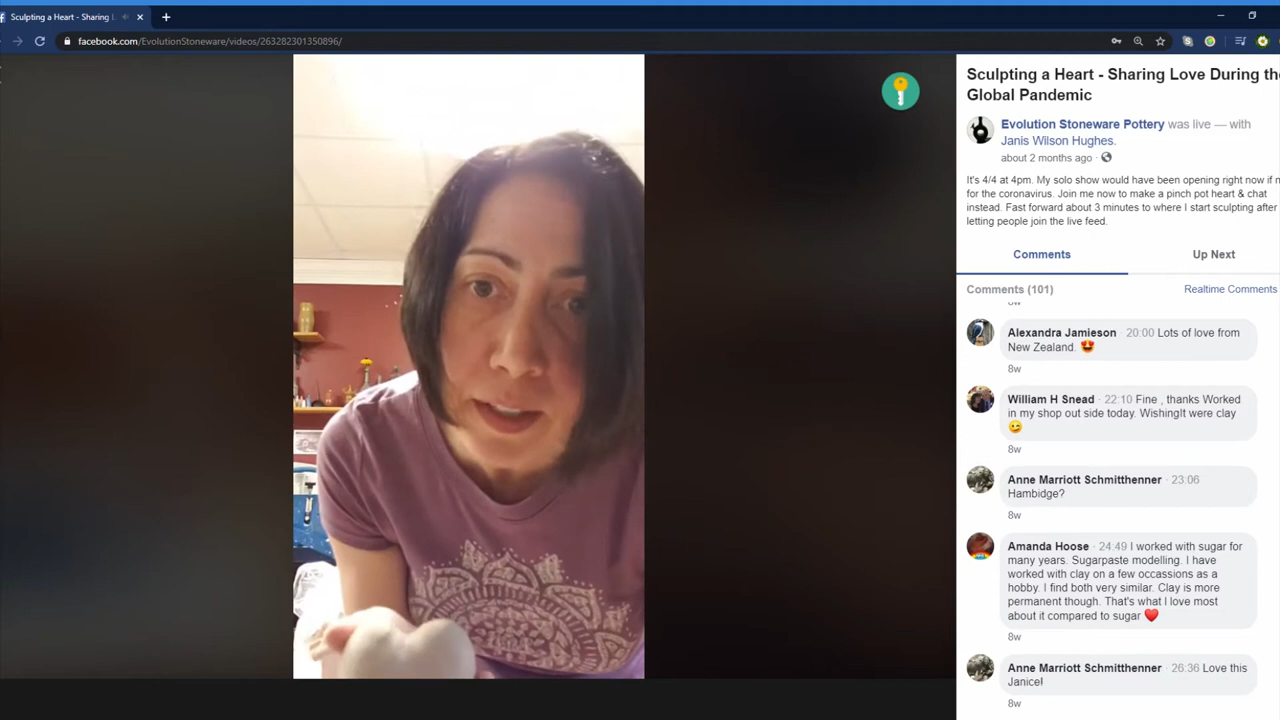 Sculpting a Heart - Sharing L
facebook.com/EvolutionStoneware/videos/263282301350896/
Sculpting a Heart - Sharing Love During th
Global Pandemic
Evolution Stoneware Pottery was live — with
Janis Wilson Hughes.
about 2 months ago ·
It's 4/4 at 4pm. My solo show would have been opening right now if n
for the coronavirus. Join me now to make a pinch pot heart & chat
instead. Fast forward about 3 minutes to where I start sculpting after
letting people join the live feed.
Comments
Up Next
Comments (101)
Realtime Comments
8w
Alexandra Jamieson · 20:00 Lots of love from
New Zealand. 😍
8w
William H Snead · 22:10 Fine , thanks Worked
in my shop out side today. WishingIt were clay
😉
8w
Anne Marriott Schmitthenner · 23:06
Hambidge?
8w
Amanda Hoose · 24:49 I worked with sugar for
many years. Sugarpaste modelling. I have
worked with clay on a few occassions as a
hobby. I find both very similar. Clay is more
permanent though. That's what I love most
about it compared to sugar ❤️
8w
Anne Marriott Schmitthenner · 26:36 Love this
Janice!
8w